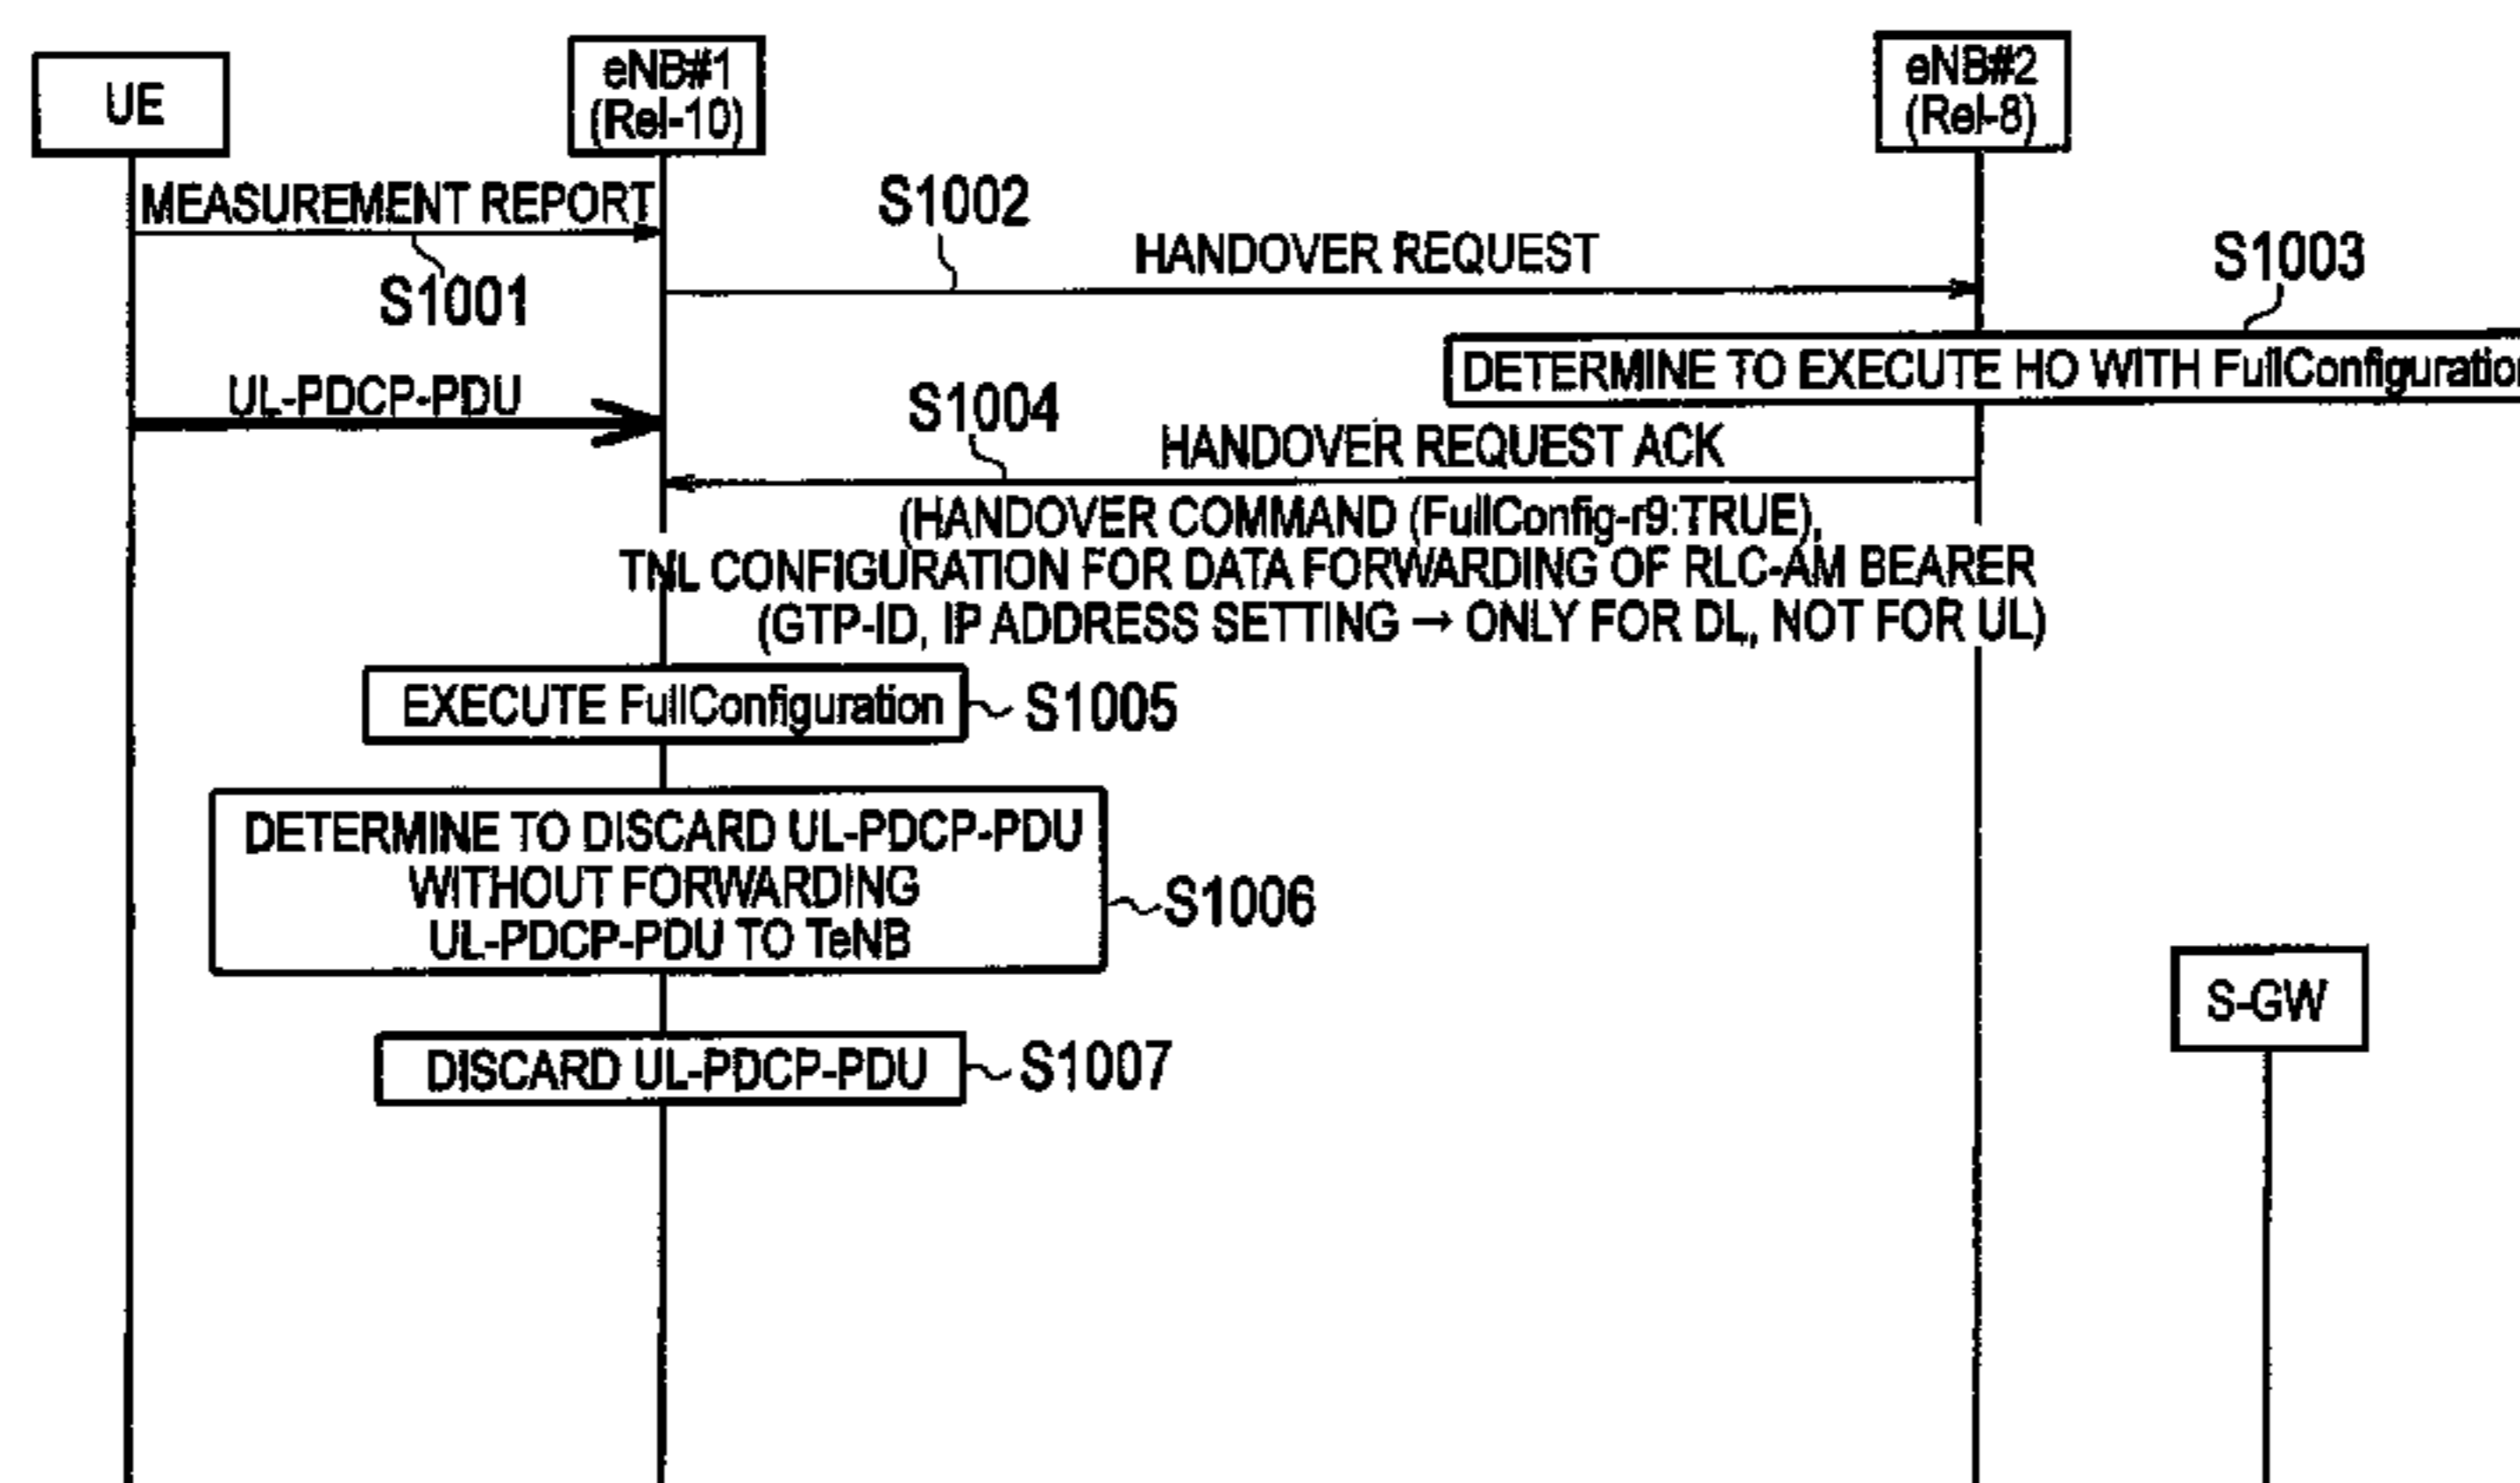 UE
eNB#1
(Rel-10)
eNB#2
(Rel-8)
MEASUREMENT REPORT
S1001
S1002
HANDOVER REQUEST
S1003
DETERMINE TO EXECUTE HO WITH FullConfiguration
UL-PDCP-PDU
S1004
HANDOVER REQUEST ACK
(HANDOVER COMMAND (FullConfig-r9:TRUE),
TNL CONFIGURATION FOR DATA FORWARDING OF RLC-AM BEARER
(GTP-ID, IP ADDRESS SETTING → ONLY FOR DL, NOT FOR UL)
EXECUTE FullConfiguration
S1005
DETERMINE TO DISCARD UL-PDCP-PDU
WITHOUT FORWARDING
UL-PDCP-PDU TO TeNB
S1006
S-GW
DISCARD UL-PDCP-PDU
S1007